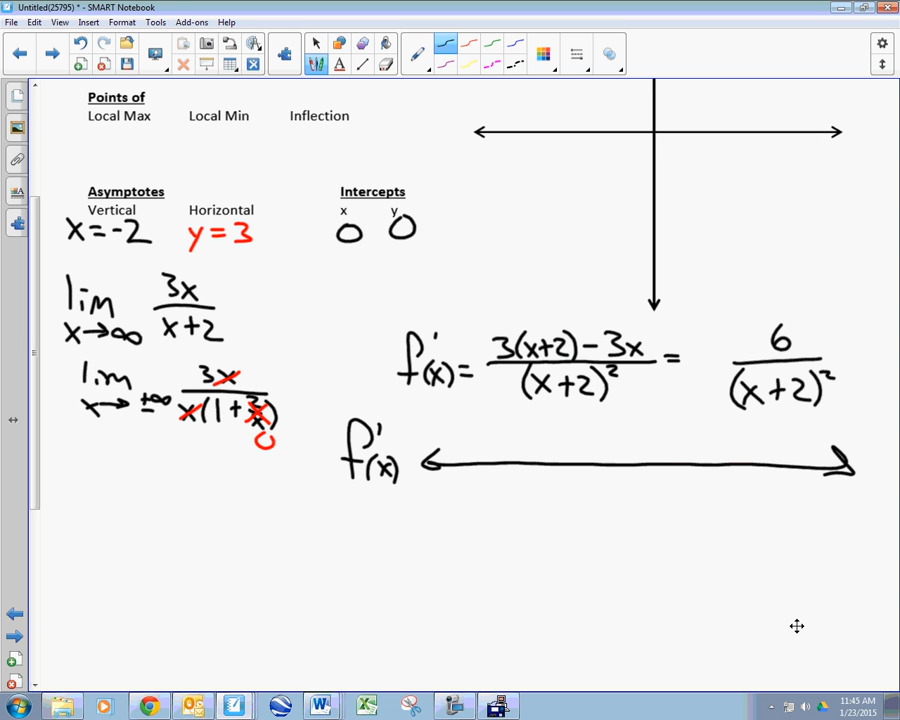 Untitled(25795) * - SMART Notebook
File Edit View Insert Format Tools Add-ons Help
Points of
Local Max Local Min Inflection
Asymptotes Intercepts
Vertical Horizontal x y
x = -2 y = 3 0 0
lim x→∞ 3x/(x+2)
lim x→±∞ 3x/(x(1+2/x))
0
f'(x) = (3(x+2) - 3x)/(x+2)² = 6/(x+2)²
f'(x)
11:45 AM
1/23/2015